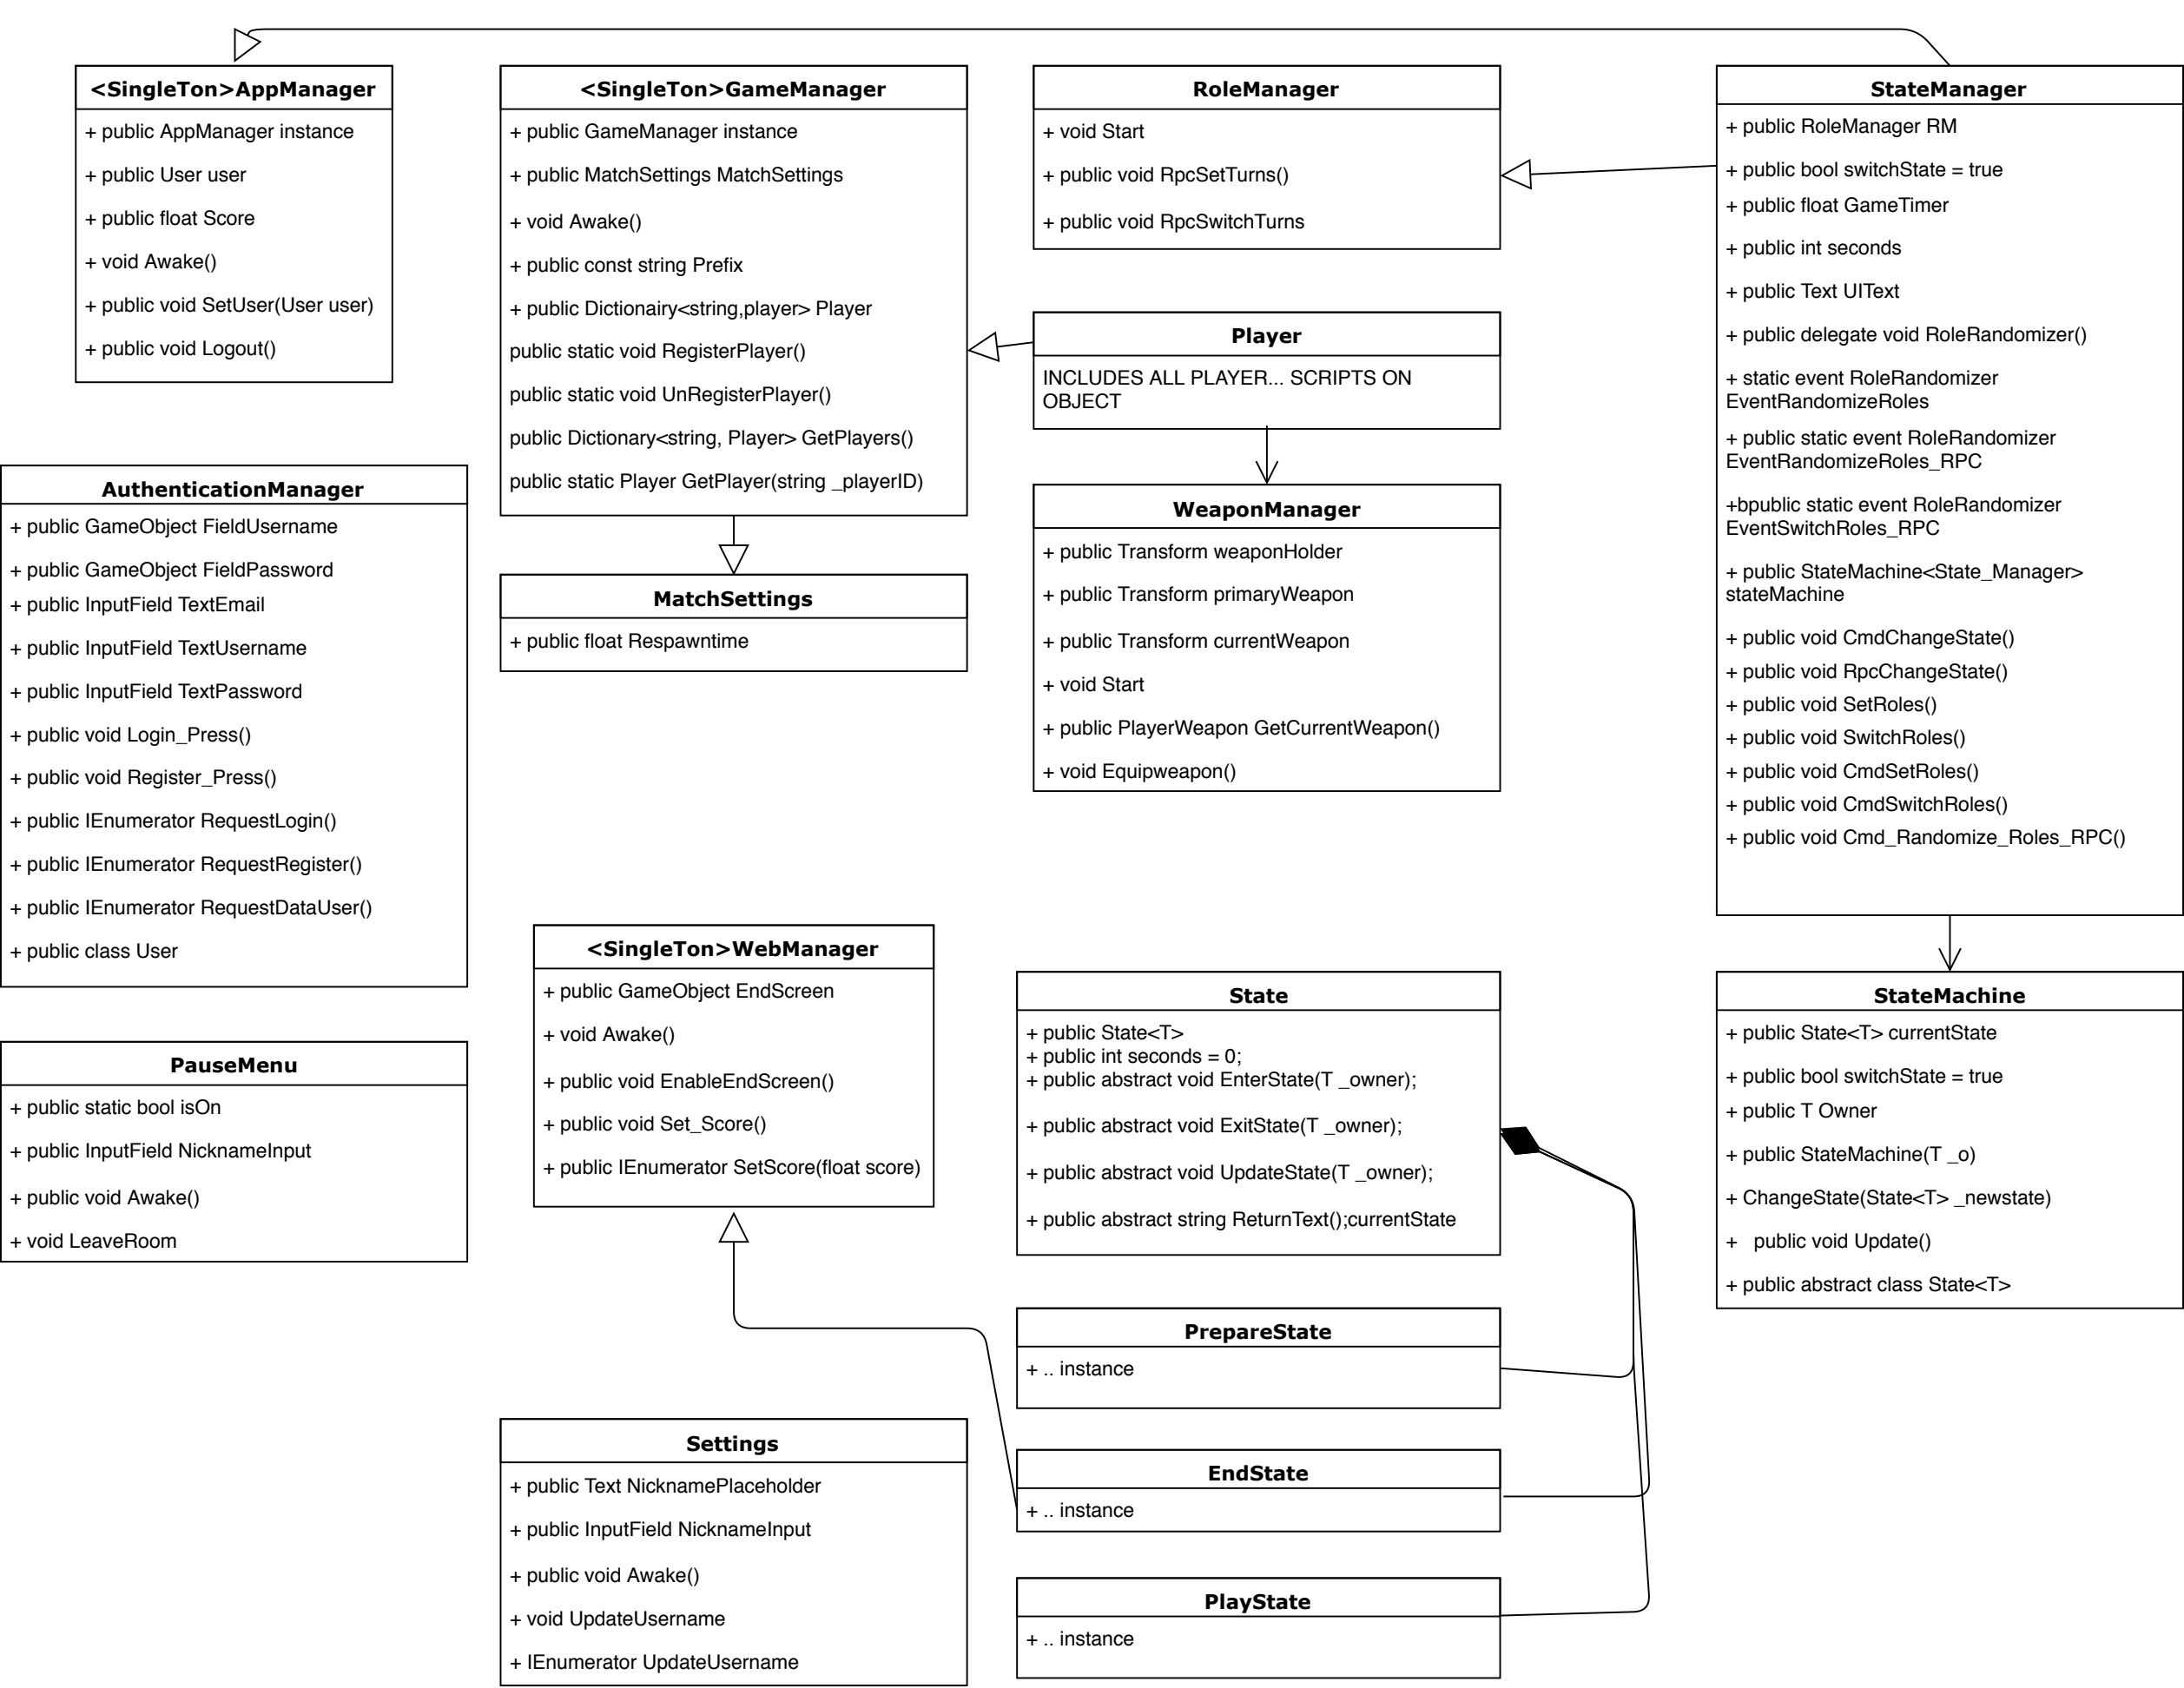 <SingleTon>AppManager
+ public AppManager instance
+ public User user
+ public float Score
+ void Awake()
+ public void SetUser(User user)
+ public void Logout()
<SingleTon>GameManager
+ public GameManager instance
+ public MatchSettings MatchSettings
+ void Awake()
+ public const string Prefix
+ public Dictionairy<string,player> Player
public static void RegisterPlayer()
public static void UnRegisterPlayer()
public Dictionary<string, Player> GetPlayers()
public static Player GetPlayer(string _playerID)
RoleManager
+ void Start
+ public void RpcSetTurns()
+ public void RpcSwitchTurns
StateManager
+ public RoleManager RM
+ public bool switchState = true
+ public float GameTimer
+ public int seconds
+ public Text UIText
+ public delegate void RoleRandomizer()
+ static event RoleRandomizer
EventRandomizeRoles
+ public static event RoleRandomizer
EventRandomizeRoles_RPC
+bpublic static event RoleRandomizer
EventSwitchRoles_RPC
+ public StateMachine<State_Manager>
stateMachine
+ public void CmdChangeState()
+ public void RpcChangeState()
+ public void SetRoles()
+ public void SwitchRoles()
+ public void CmdSetRoles()
+ public void CmdSwitchRoles()
+ public void Cmd_Randomize_Roles_RPC()
Player
INCLUDES ALL PLAYER... SCRIPTS ON
OBJECT
AuthenticationManager
+ public GameObject FieldUsername
+ public GameObject FieldPassword
+ public InputField TextEmail
+ public InputField TextUsername
+ public InputField TextPassword
+ public void Login_Press()
+ public void Register_Press()
+ public IEnumerator RequestLogin()
+ public IEnumerator RequestRegister()
+ public IEnumerator RequestDataUser()
+ public class User
MatchSettings
+ public float Respawntime
WeaponManager
+ public Transform weaponHolder
+ public Transform primaryWeapon
+ public Transform currentWeapon
+ void Start
+ public PlayerWeapon GetCurrentWeapon()
+ void Equipweapon()
<SingleTon>WebManager
+ public GameObject EndScreen
+ void Awake()
+ public void EnableEndScreen()
+ public void Set_Score()
+ public IEnumerator SetScore(float score)
State
+ public State<T>
+ public int seconds = 0;
+ public abstract void EnterState(T _owner);
+ public abstract void ExitState(T _owner);
+ public abstract void UpdateState(T _owner);
+ public abstract string ReturnText();currentState
StateMachine
+ public State<T> currentState
+ public bool switchState = true
+ public T Owner
+ public StateMachine(T _o)
+ ChangeState(State<T> _newstate)
+   public void Update()
+ public abstract class State<T>
PauseMenu
+ public static bool isOn
+ public InputField NicknameInput
+ public void Awake()
+ void LeaveRoom
PrepareState
+ .. instance
Settings
+ public Text NicknamePlaceholder
+ public InputField NicknameInput
+ public void Awake()
+ void UpdateUsername
+ IEnumerator UpdateUsername
EndState
+ .. instance
PlayState
+ .. instance